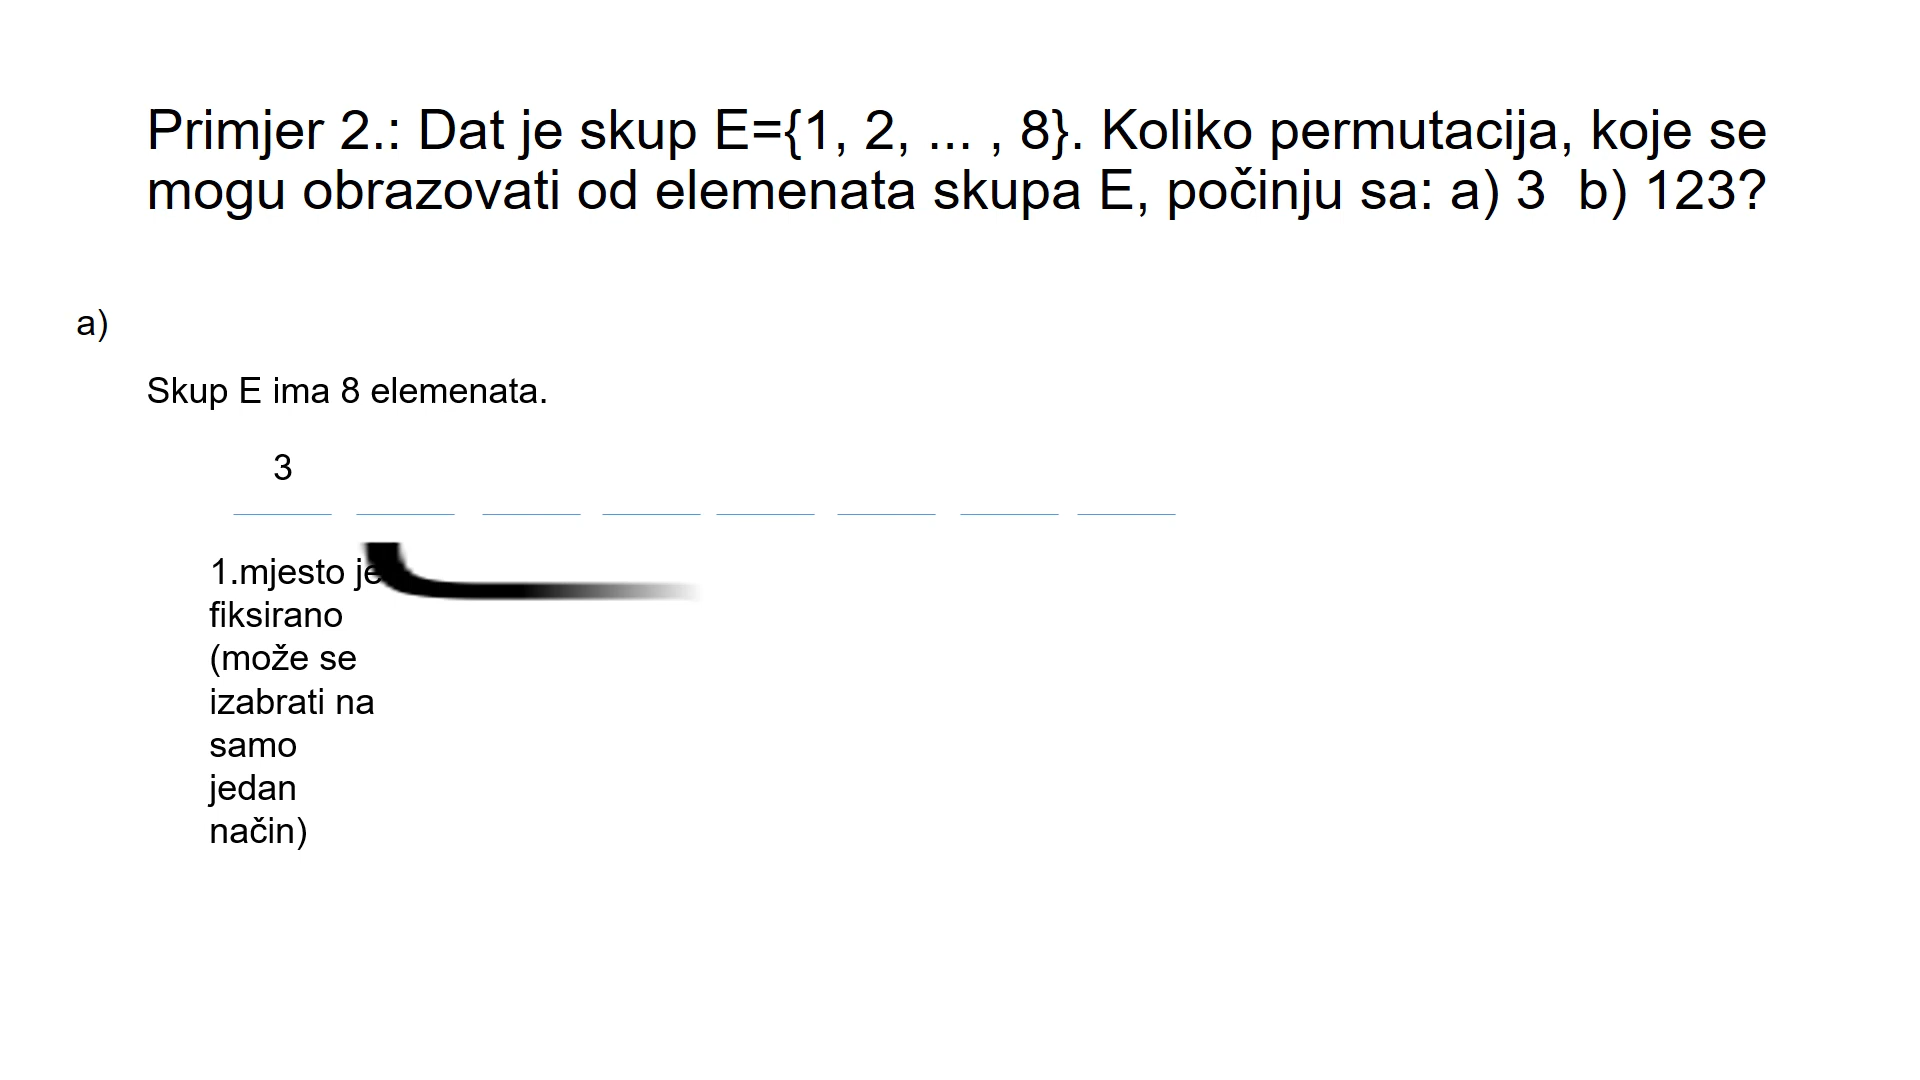 Primjer 2.: Dat je skup E={1, 2, ... , 8}. Koliko permutacija, koje se
mogu obrazovati od elemenata skupa E, počinju sa: a) 3  b) 123?
a)
Skup E ima 8 elemenata.
3
1.mjesto je
fiksirano
(može se
izabrati na
samo
jedan
način)